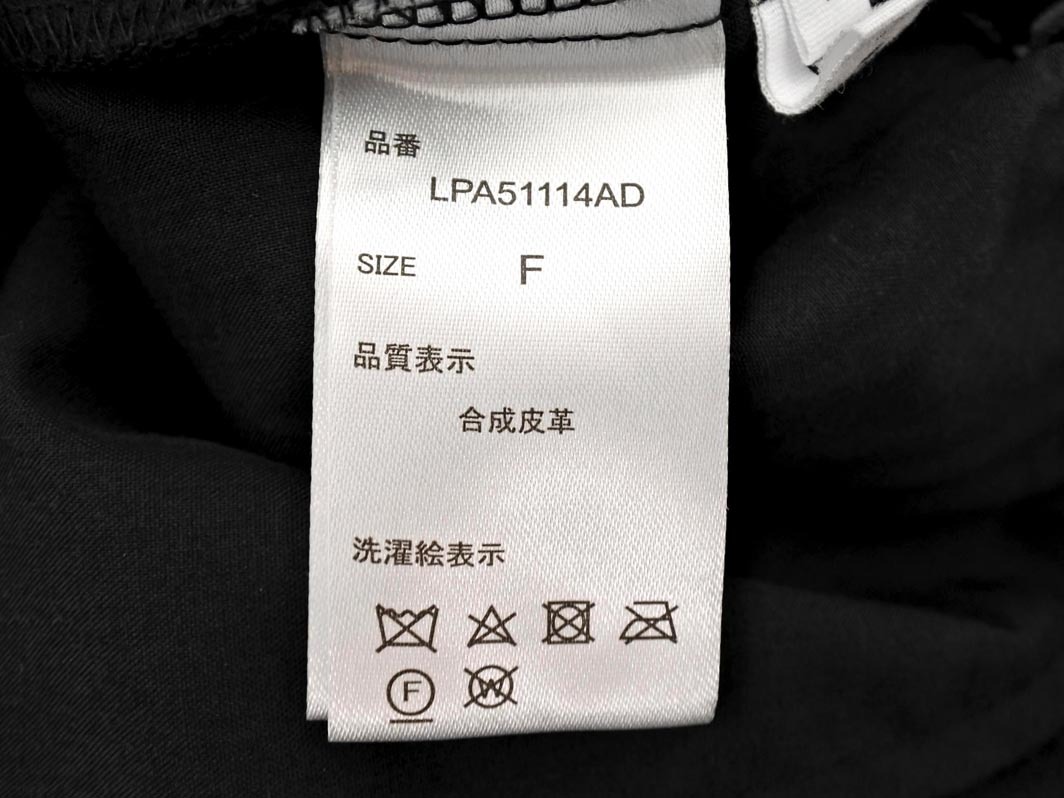 品番
LPA51114AD
SIZE F
品質表示
合成皮革
洗濯絵表示
F W